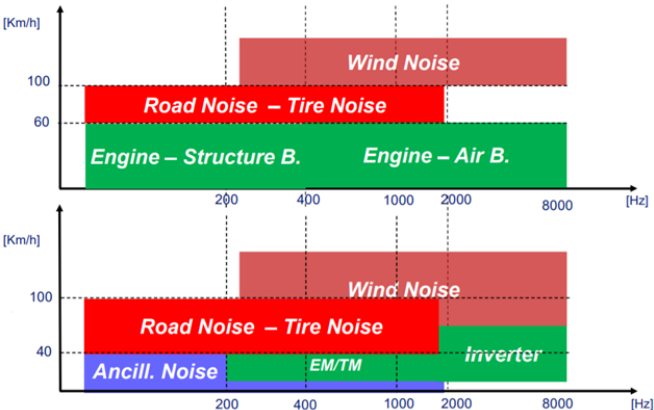 [Km/h]
Wind Noise
100
Road Noise – Tire Noise
60
Engine – Structure B.
Engine – Air B.
200
400
1000
2000
8000
[Hz]
[Km/h]
Wind Noise
100
Road Noise – Tire Noise
40
Inverter
EM/TM
Ancill. Noise
200
400
1000
2000
8000
[Hz]